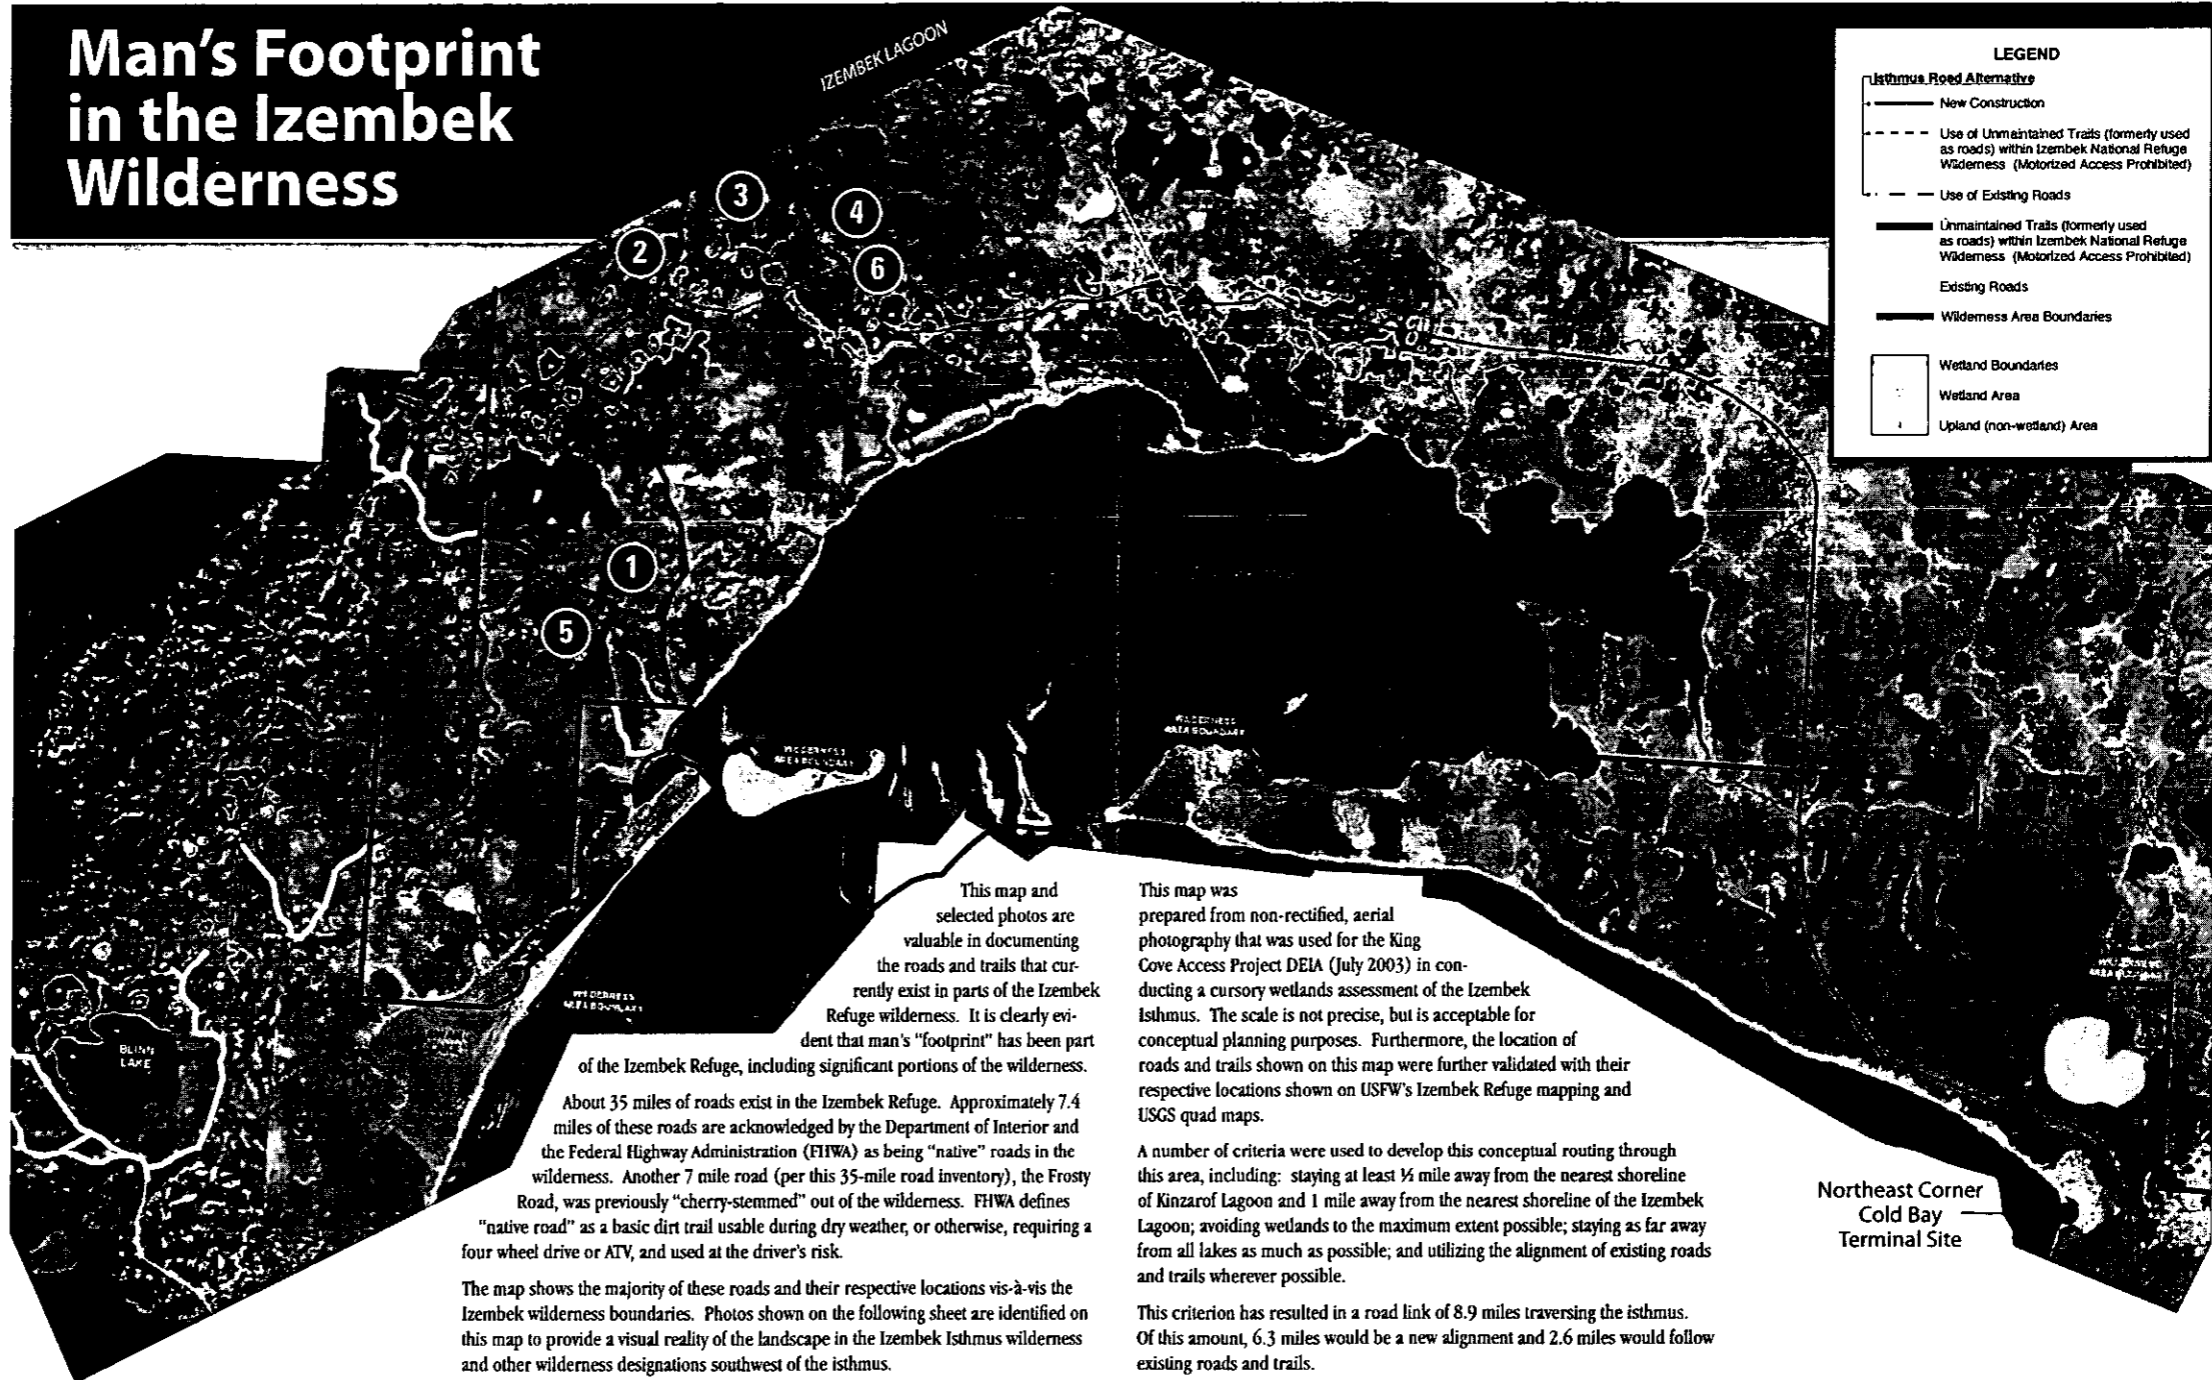 Man's Footprint
in the Izembek
Wilderness
IZEMBEK LAGOON
LEGEND
Isthmus Road Alternative
New Construction
Use of Unmaintained Trails (formerly used
as roads) within Izembek National Refuge
Wilderness (Motorized Access Prohibited)
Use of Existing Roads
Unmaintained Trails (formerly used
as roads) within Izembek National Refuge
Wilderness (Motorized Access Prohibited)
Existing Roads
Wilderness Area Boundaries
Wetland Boundaries
Wetland Area
Upland (non-wetland) Area
3
4
2
6
1
5
WILDERNESS
AREA BOUNDARY
WILDERNESS
AREA BOUNDARY
WILDERNESS
AREA BOUNDARY
WILDERNESS
AREA BOUNDARY
BLINN
LAKE
This map and
selected photos are
valuable in documenting
the roads and trails that cur-
rently exist in parts of the Izembek
Refuge wilderness. It is clearly evi-
dent that man's "footprint" has been part
of the Izembek Refuge, including significant portions of the wilderness.
About 35 miles of roads exist in the Izembek Refuge. Approximately 7.4
miles of these roads are acknowledged by the Department of Interior and
the Federal Highway Administration (FHWA) as being "native" roads in the
wilderness. Another 7 mile road (per this 35-mile road inventory), the Frosty
Road, was previously "cherry-stemmed" out of the wilderness. FHWA defines
"native road" as a basic dirt trail usable during dry weather, or otherwise, requiring a
four wheel drive or ATV, and used at the driver's risk.
The map shows the majority of these roads and their respective locations vis-à-vis the
Izembek wilderness boundaries. Photos shown on the following sheet are identified on
this map to provide a visual reality of the landscape in the Izembek Isthmus wilderness
and other wilderness designations southwest of the isthmus.
This map was
prepared from non-rectified, aerial
photography that was used for the King
Cove Access Project DEIA (July 2003) in con-
ducting a cursory wetlands assessment of the Izembek
Isthmus. The scale is not precise, but is acceptable for
conceptual planning purposes. Furthermore, the location of
roads and trails shown on this map were further validated with their
respective locations shown on USFW's Izembek Refuge mapping and
USGS quad maps.
A number of criteria were used to develop this conceptual routing through
this area, including: staying at least ½ mile away from the nearest shoreline
of Kinzarof Lagoon and 1 mile away from the nearest shoreline of the Izembek
Lagoon; avoiding wetlands to the maximum extent possible; staying as far away
from all lakes as much as possible; and utilizing the alignment of existing roads
and trails wherever possible.
This criterion has resulted in a road link of 8.9 miles traversing the isthmus.
Of this amount, 6.3 miles would be a new alignment and 2.6 miles would follow
existing roads and trails.
Northeast Corner
Cold Bay
Terminal Site